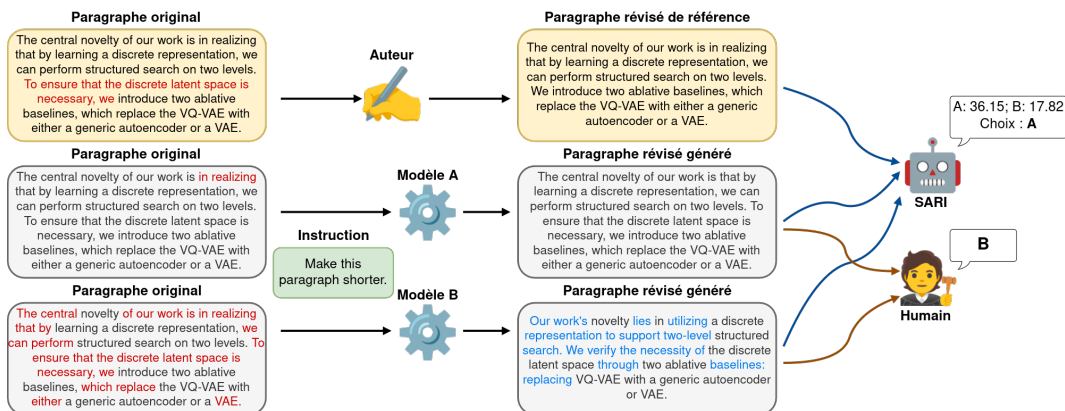 Paragraphe original
The central novelty of our work is in realizing
that by learning a discrete representation, we
can perform structured search on two levels.
To ensure that the discrete latent space is
necessary, we introduce two ablative
baselines, which replace the VQ-VAE with
either a generic autoencoder or a VAE.
Auteur
Paragraphe révisé de référence
The central novelty of our work is in realizing
that by learning a discrete representation, we
can perform structured search on two levels.
We introduce two ablative baselines, which
replace the VQ-VAE with either a generic
autoencoder or a VAE.
A: 36.15; B: 17.82
Choix : A
SARI
Paragraphe original
The central novelty of our work is in realizing
that by learning a discrete representation, we
can perform structured search on two levels.
To ensure that the discrete latent space is
necessary, we introduce two ablative
baselines, which replace the VQ-VAE with
either a generic autoencoder or a VAE.
Modèle A
Instruction
Make this
paragraph shorter.
Paragraphe révisé généré
The central novelty of our work is that by
learning a discrete representation, we can
perform structured search on two levels. To
ensure that the discrete latent space is
necessary, we introduce two ablative
baselines, which replace the VQ-VAE with
either a generic autoencoder or a VAE.
B
Humain
Paragraphe original
The central novelty of our work is in realizing
that by learning a discrete representation, we
can perform structured search on two levels. To
ensure that the discrete latent space is
necessary, we introduce two ablative
baselines, which replace the VQ-VAE with
either a generic autoencoder or a VAE.
Modèle B
Paragraphe révisé généré
Our work's novelty lies in utilizing a discrete
representation to support two-level structured
search. We verify the necessity of the discrete
latent space through two ablative baselines:
replacing VQ-VAE with a generic autoencoder
or VAE.